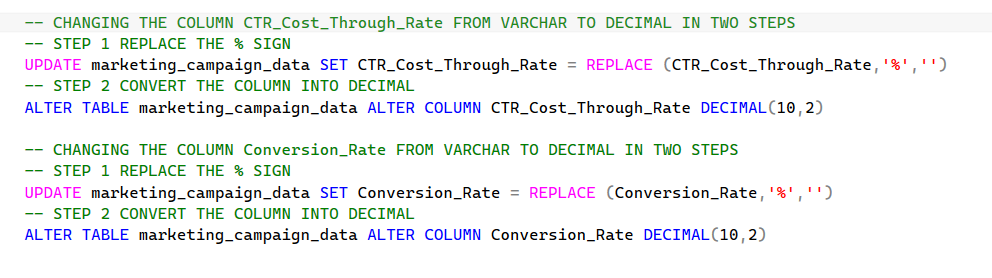 -- CHANGING THE COLUMN CTR_Cost_Through_Rate FROM VARCHAR TO DECIMAL IN TWO STEPS
-- STEP 1 REPLACE THE % SIGN
UPDATE marketing_campaign_data SET CTR_Cost_Through_Rate = REPLACE (CTR_Cost_Through_Rate,'%','')
-- STEP 2 CONVERT THE COLUMN INTO DECIMAL
ALTER TABLE marketing_campaign_data ALTER COLUMN CTR_Cost_Through_Rate DECIMAL(10,2)

-- CHANGING THE COLUMN Conversion_Rate FROM VARCHAR TO DECIMAL IN TWO STEPS
-- STEP 1 REPLACE THE % SIGN
UPDATE marketing_campaign_data SET Conversion_Rate = REPLACE (Conversion_Rate,'%','')
-- STEP 2 CONVERT THE COLUMN INTO DECIMAL
ALTER TABLE marketing_campaign_data ALTER COLUMN Conversion_Rate DECIMAL(10,2)